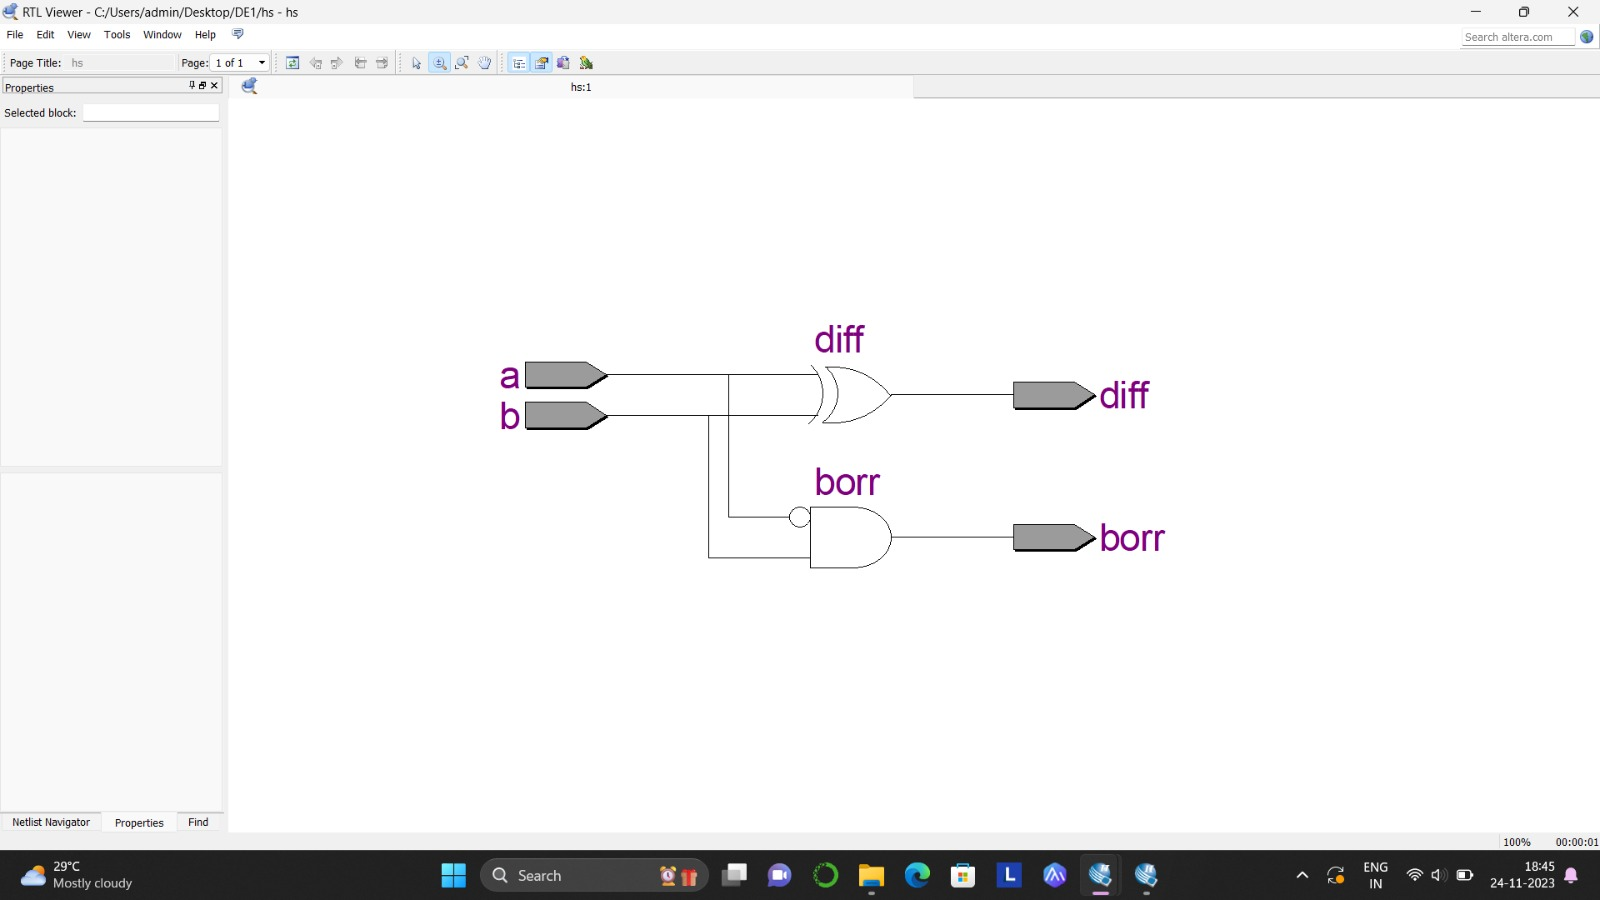 RTL Viewer - C:/Users/admin/Desktop/DE1/hs - hs
File Edit View Tools Window Help
Search altera.com
Page Title: hs Page: 1 of 1
Properties
hs:1
Selected block:
diff
a
diff
b
borr
borr
Netlist Navigator Properties Find
100% 00:00:01
29°C
Mostly cloudy
Search
L
ENG
IN
18:45
24-11-2023